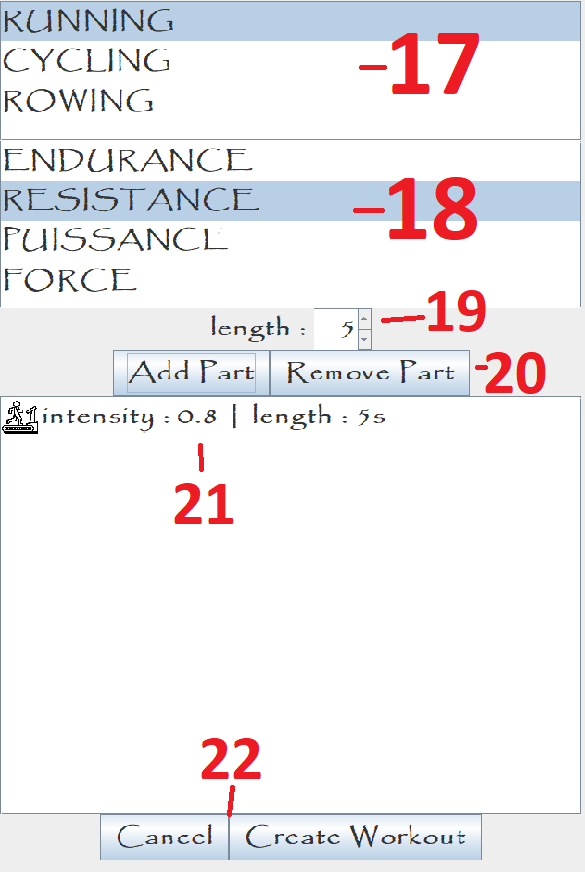 RUNNING
CYCLING
ROWING
17
ENDURANCE
RESISTANCE
PUISSANCE
FORCE
18
length : 5
19
Add Part Remove Part
20
intensity : 0.8 | length : 5s
21
22
Cancel Create Workout